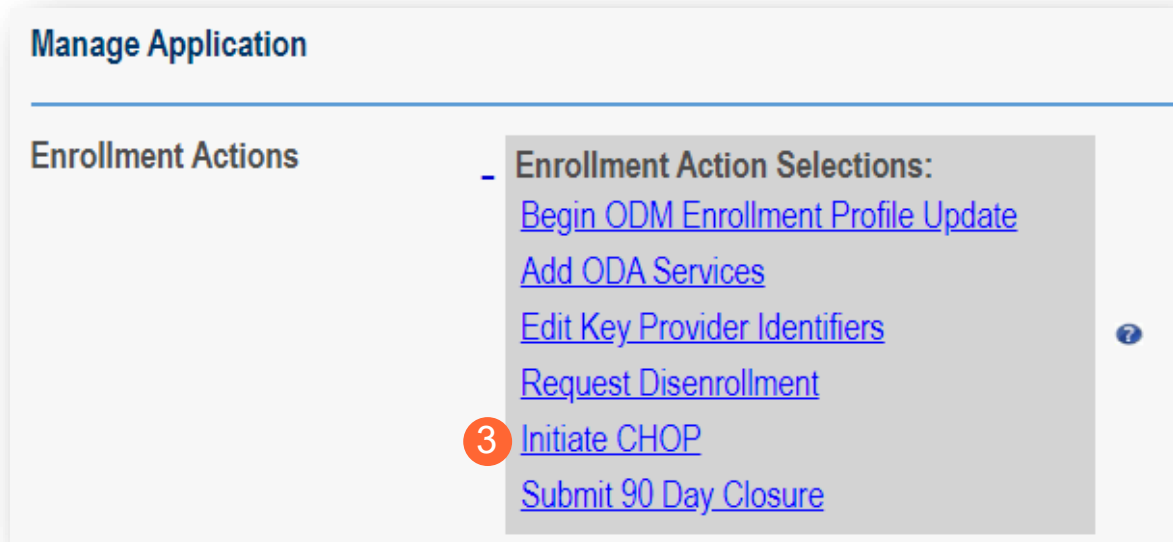 Manage Application
Enrollment Actions
- Enrollment Action Selections:
Begin ODM Enrollment Profile Update
Add ODA Services
Edit Key Provider Identifiers
?
Request Disenrollment
3 Initiate CHOP
Submit 90 Day Closure